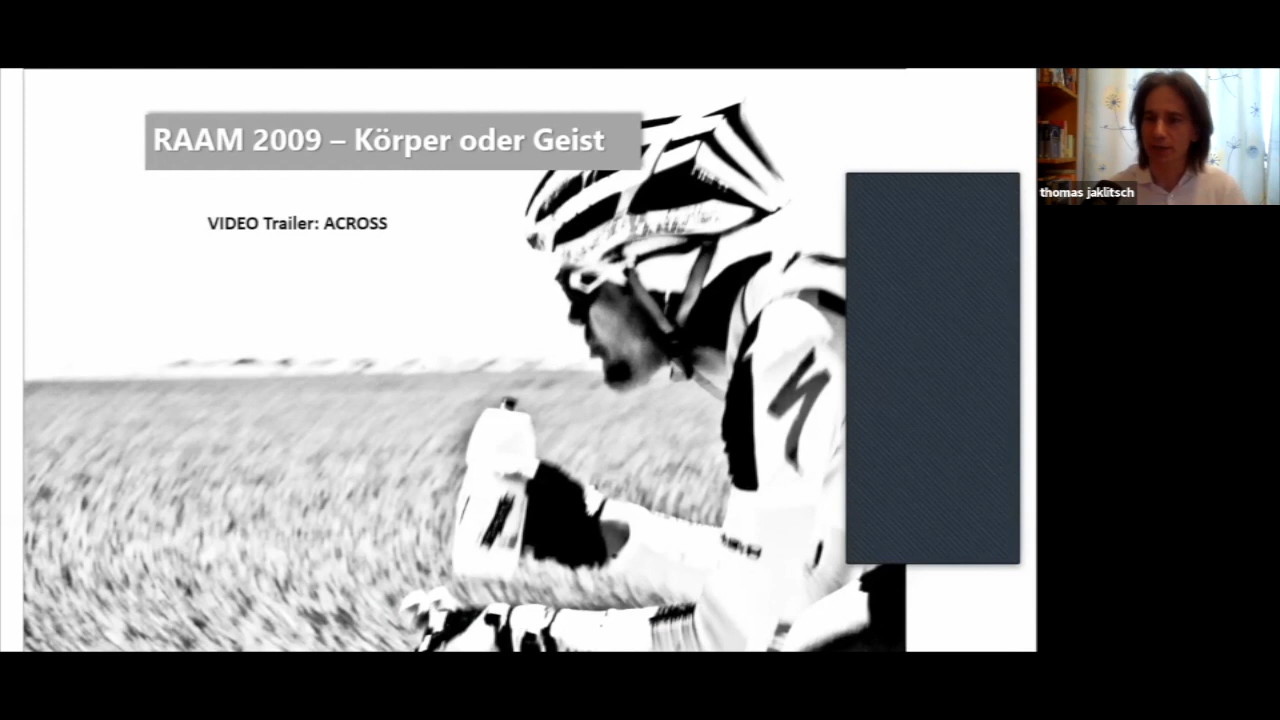 RAAM 2009 – Körper oder Geist
VIDEO Trailer: ACROSS
thomas jaklitsch